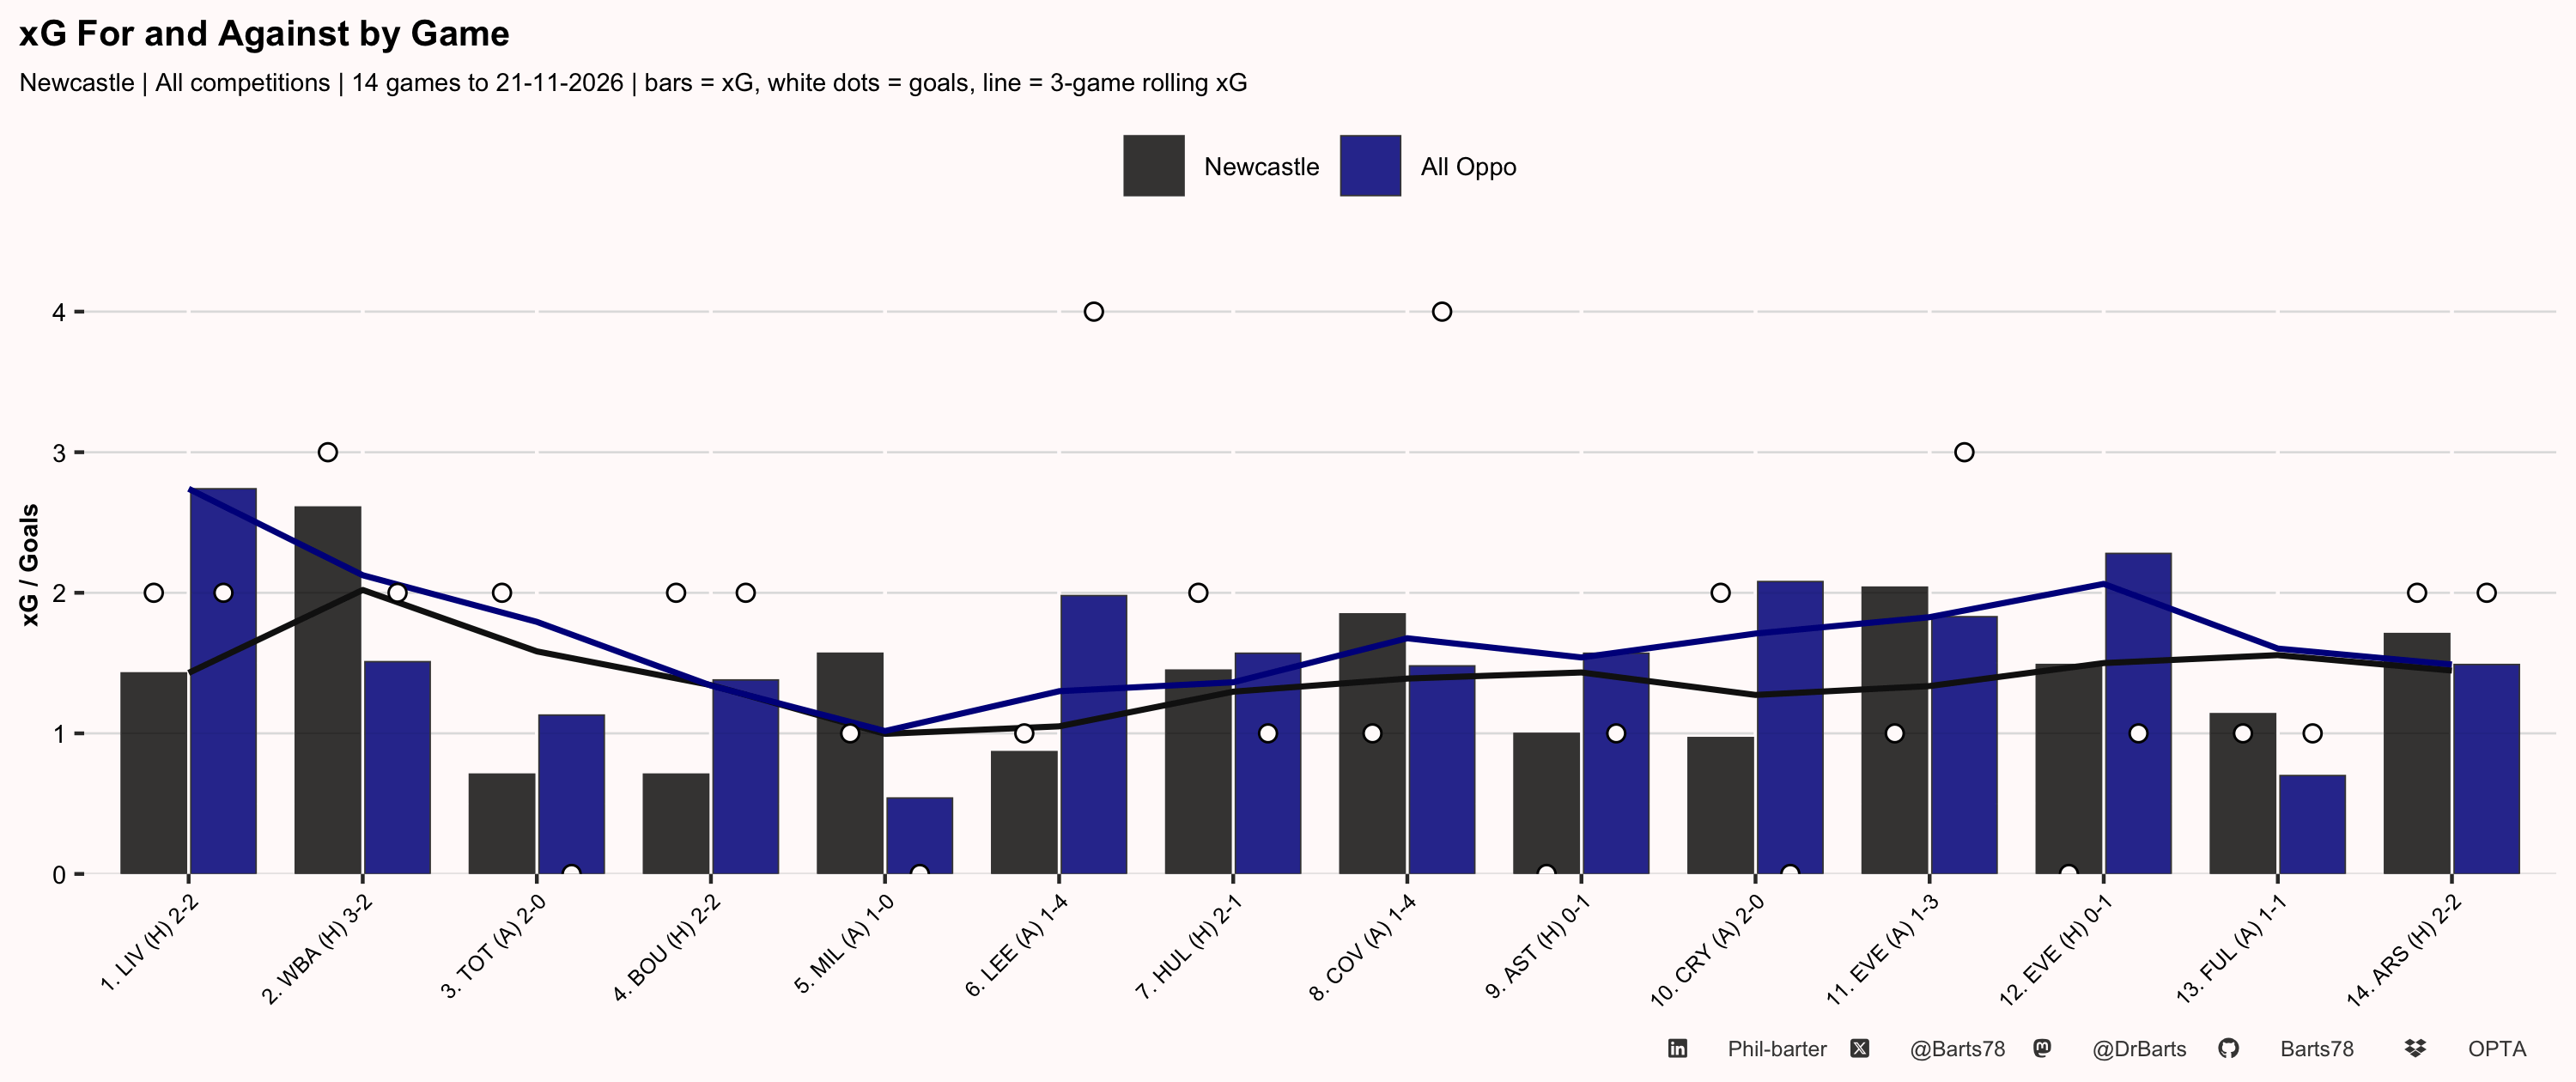 xG For and Against by Game
Newcastle | All competitions | 14 games to 21-11-2026 | bars = xG, white dots = goals, line = 3-game rolling xG
Newcastle
All Oppo
xG / Goals
4
3
2
1
0
1. LIV (H) 2-2
2. WBA (H) 3-2
3. TOT (A) 2-0
4. BOU (H) 2-2
5. MIL (A) 1-0
6. LEE (A) 1-4
7. HUL (H) 2-1
8. COV (A) 1-4
9. AST (H) 0-1
10. CRY (A) 2-0
11. EVE (A) 1-3
12. EVE (H) 0-1
13. FUL (A) 1-1
14. ARS (H) 2-2
Phil-barter @Barts78 @DrBarts Barts78 OPTA